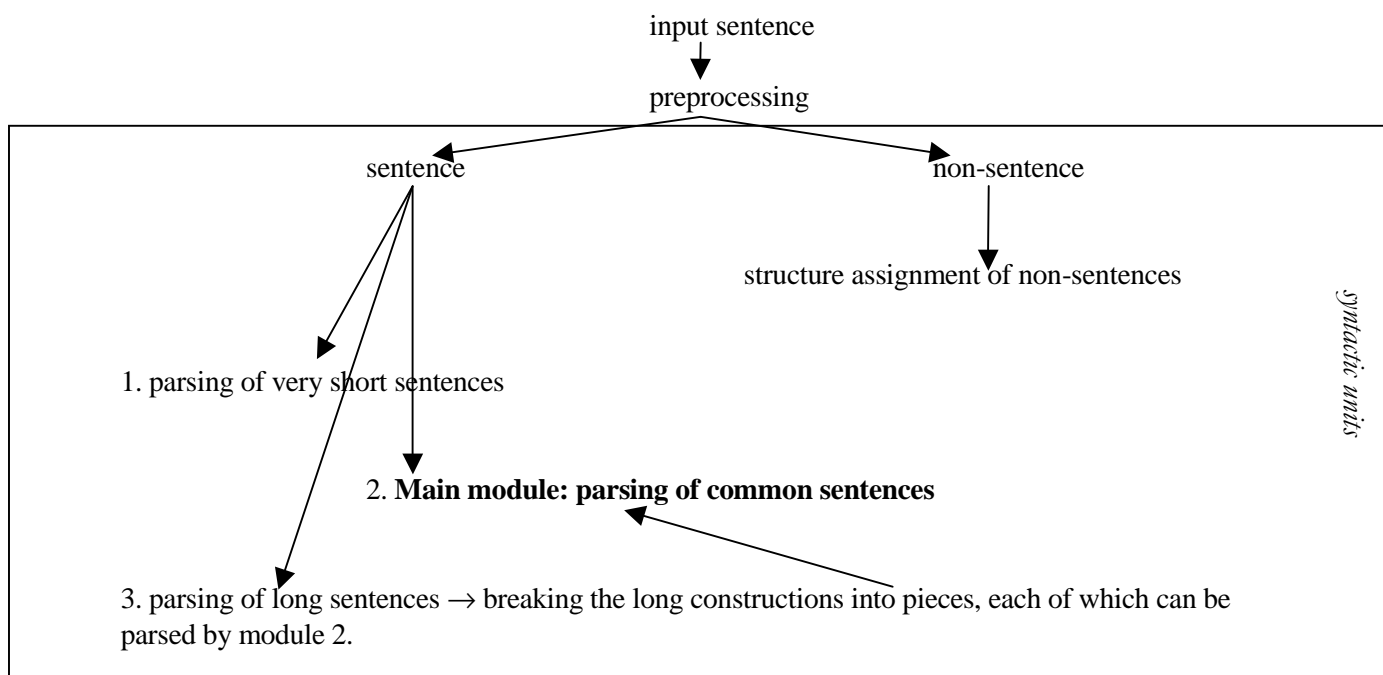 input sentence
preprocessing
sentence
non-sentence
structure assignment of non-sentences
syntactic units
1. parsing of very short sentences
2. Main module: parsing of common sentences
3. parsing of long sentences → breaking the long constructions into pieces, each of which can be
parsed by module 2.